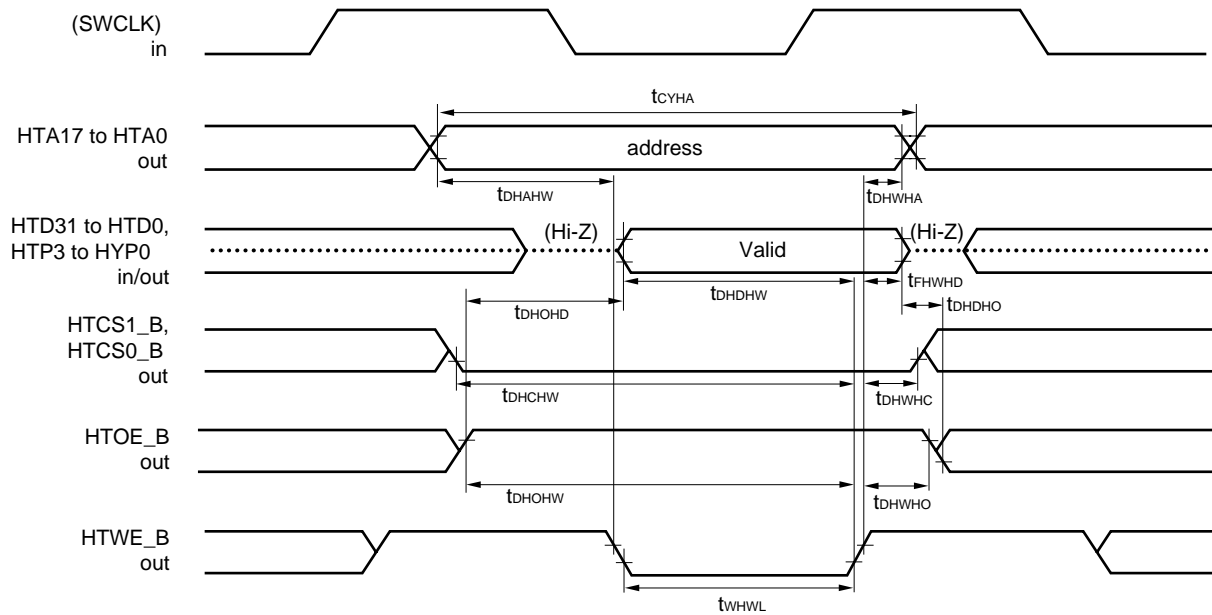 (SWCLK)
in
tCYHA
HTA17 to HTA0
out
address
tDHAHW
tDHWHA
HTD31 to HTD0,
HTP3 to HYP0
in/out
(Hi-Z)
Valid
(Hi-Z)
tFHWHD
tDHDHW
tDHOHD
tDHDHO
HTCS1_B,
HTCS0_B
out
tDHCHW
tDHWHC
HTOE_B
out
tDHOHW
tDHWHO
HTWE_B
out
tWHWL